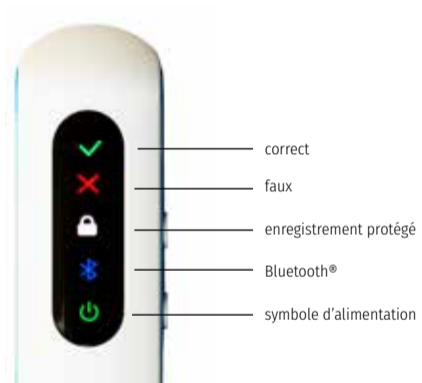 correct
faux
enregistrement protégé
Bluetooth®
symbole d’alimentation